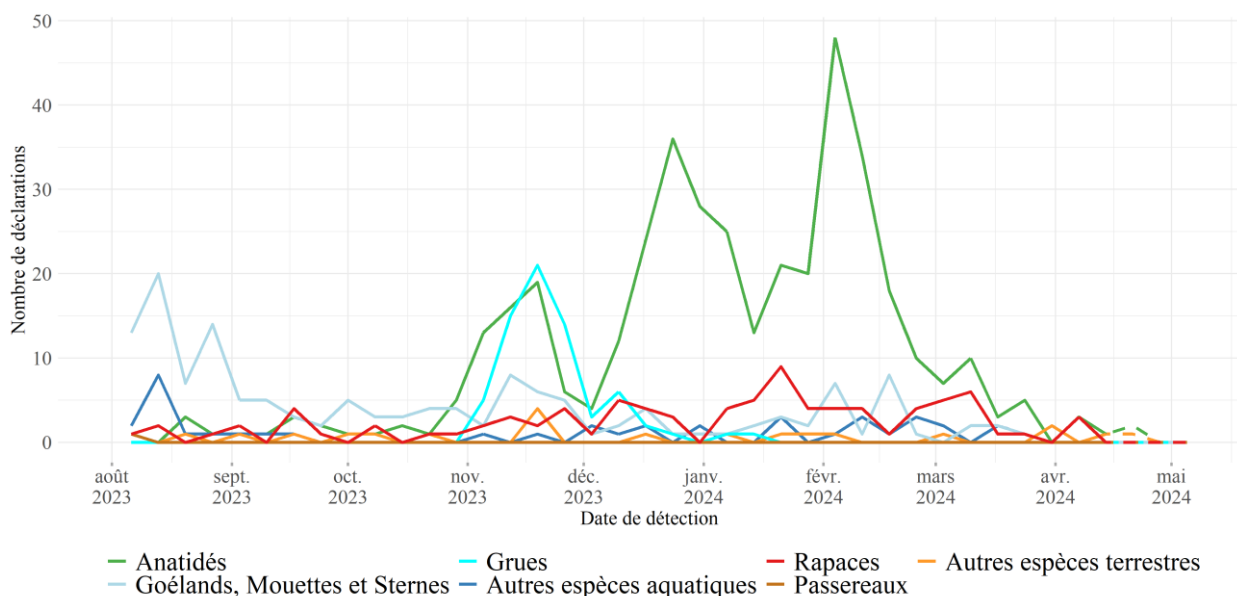 50
40
30
20
10
0
Nombre de déclarations
août sept. oct. nov. déc. janv. févr. mars avr. mai
2023 2023 2023 2023 2023 2024 2024 2024 2024 2024
Date de détection
Anatidés Grues Rapaces Autres espèces terrestres
Goélands, Mouettes et Sternes Autres espèces aquatiques Passereaux